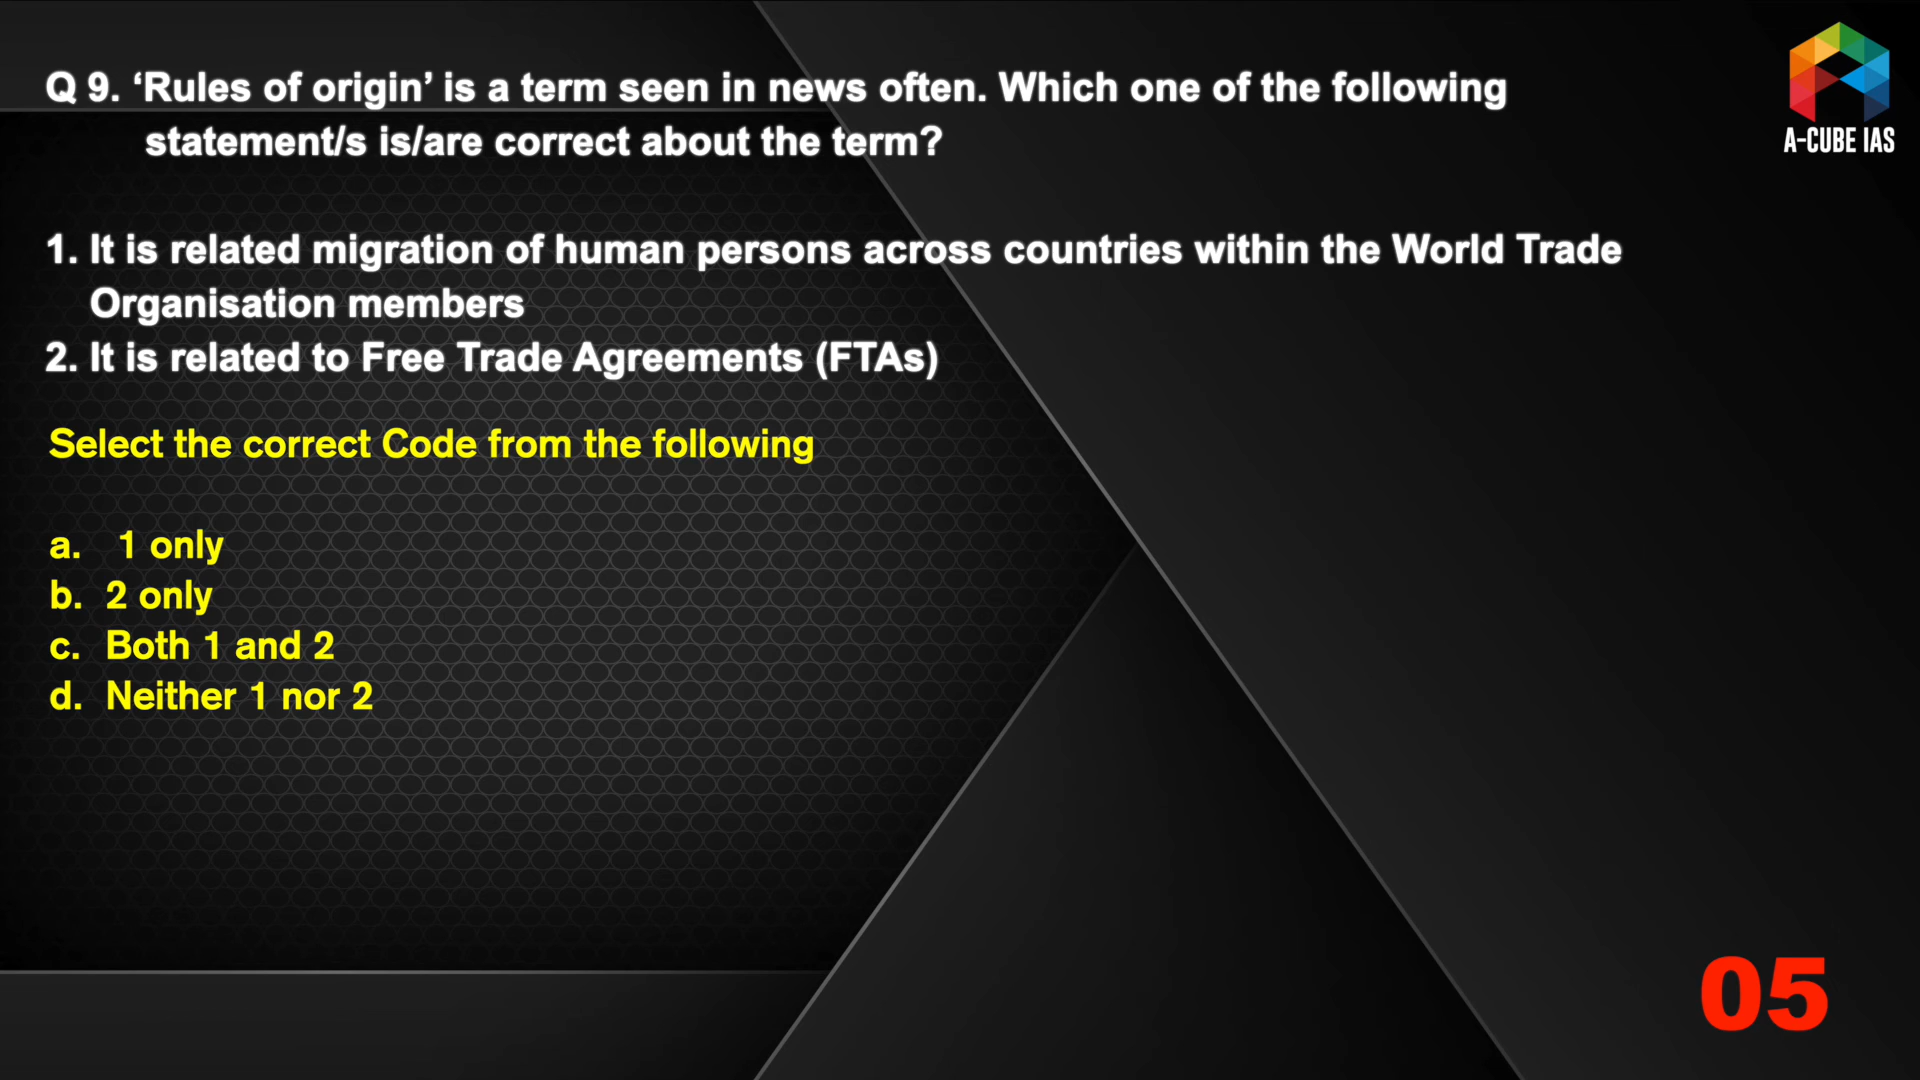 Q 9. ‘Rules of origin’ is a term seen in news often. Which one of the following
statement/s is/are correct about the term?
A-CUBE IAS
1. It is related migration of human persons across countries within the World Trade
Organisation members
2. It is related to Free Trade Agreements (FTAs)
Select the correct Code from the following
a. 1 only
b. 2 only
c. Both 1 and 2
d. Neither 1 nor 2
05